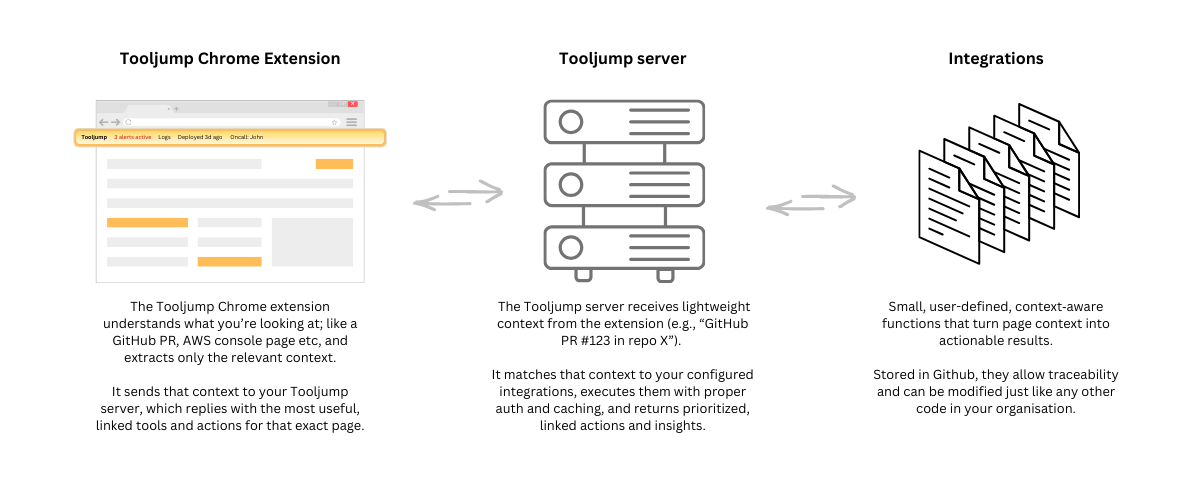 Tooljump Chrome Extension
Tooljump 3 alerts active Logs Deployed 3d ago Oncall: John
The Tooljump Chrome extension
understands what you're looking at; like a
GitHub PR, AWS console page etc, and
extracts only the relevant context.
It sends that context to your Tooljump
server, which replies with the most useful,
linked tools and actions for that exact page.
Tooljump server
The Tooljump server receives lightweight
context from the extension (e.g., “GitHub
PR #123 in repo X”).
It matches that context to your configured
integrations, executes them with proper
auth and caching, and returns prioritized,
linked actions and insights.
Integrations
Small, user-defined, context-aware
functions that turn page context into
actionable results.
Stored in Github, they allow traceability
and can be modified just like any other
code in your organisation.